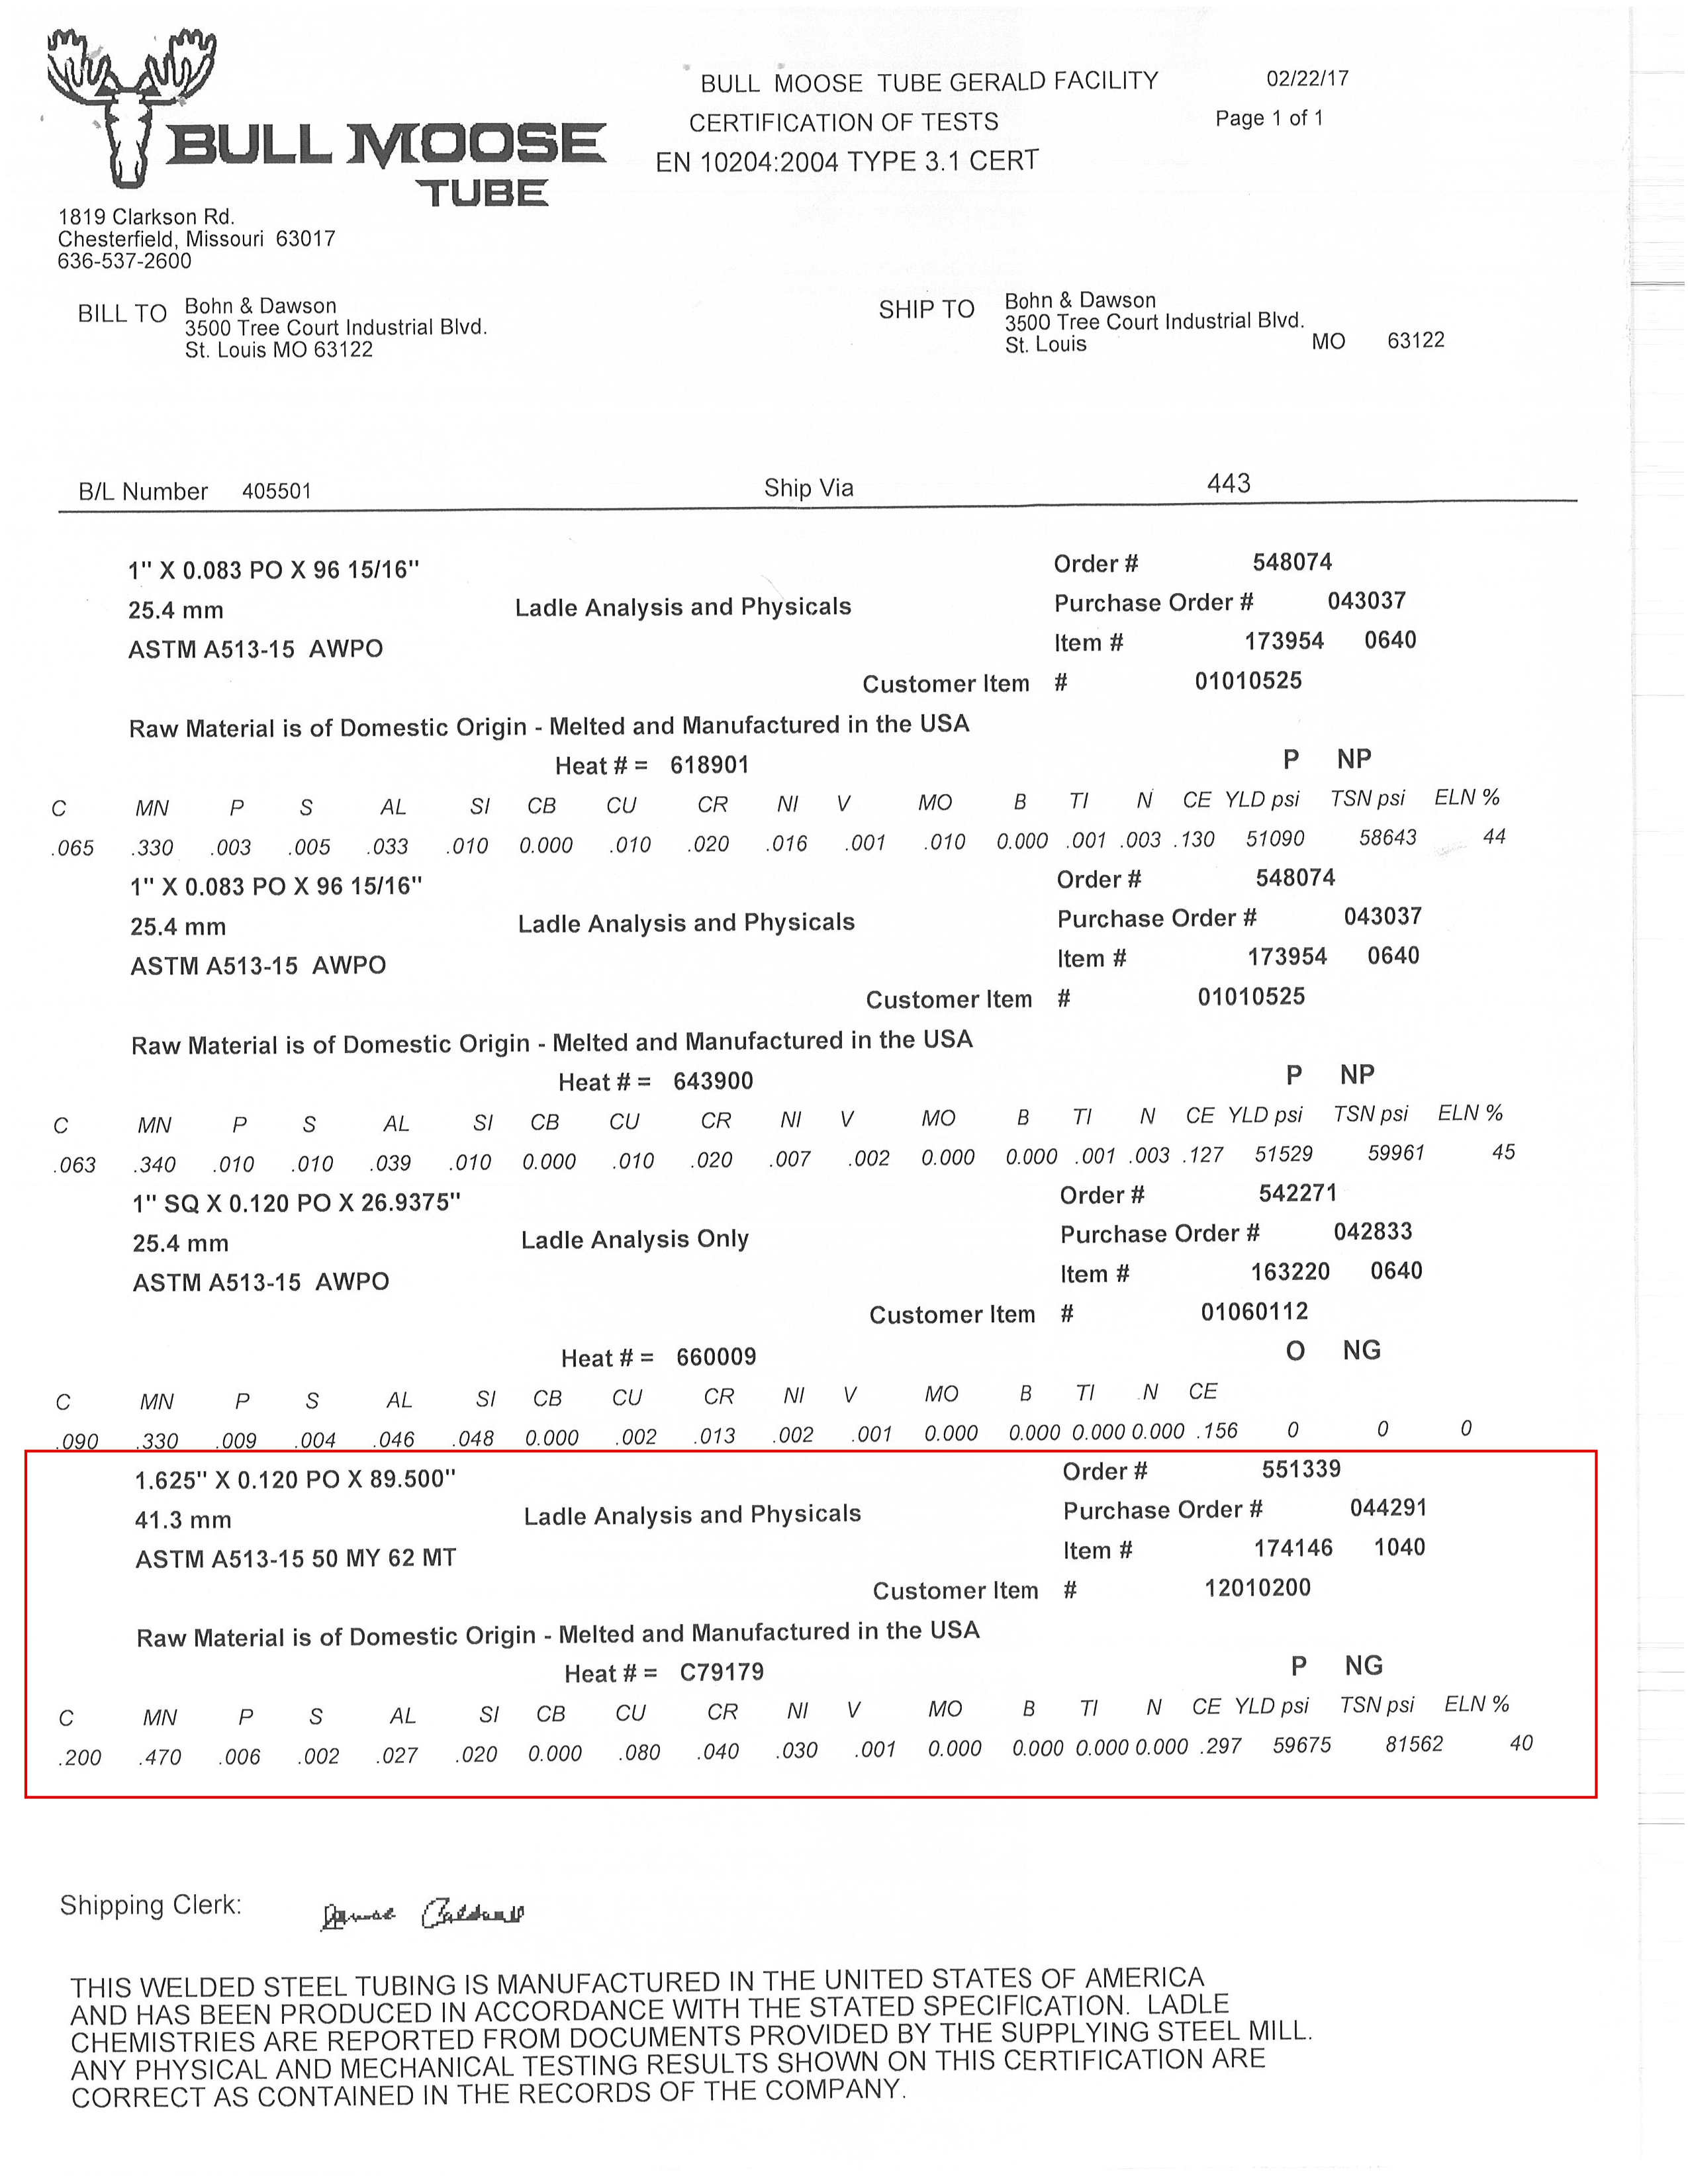 BULL MOOSE
TUBE
BULL MOOSE TUBE GERALD FACILITY 02/22/17
CERTIFICATION OF TESTS Page 1 of 1
EN 10204:2004 TYPE 3.1 CERT
1819 Clarkson Rd.
Chesterfield, Missouri 63017
636-537-2600
BILL TO Bohn & Dawson
3500 Tree Court Industrial Blvd.
St. Louis MO 63122
SHIP TO Bohn & Dawson
3500 Tree Court Industrial Blvd.
St. Louis MO 63122
B/L Number 405501 Ship Via 443
1" X 0.083 PO X 96 15/16" Order # 548074
25.4 mm Ladle Analysis and Physicals Purchase Order # 043037
ASTM A513-15 AWPO Item # 173954 0640
Customer Item # 01010525
Raw Material is of Domestic Origin - Melted and Manufactured in the USA
Heat # = 618901 P NP
C MN P S AL SI CB CU CR NI V MO B TI N CE YLD psi TSN psi ELN %
.065 .330 .003 .005 .033 .010 0.000 .010 .020 .016 .001 .010 0.000 .001 .003 .130 51090 58643 44
1" X 0.083 PO X 96 15/16" Order # 548074
25.4 mm Ladle Analysis and Physicals Purchase Order # 043037
ASTM A513-15 AWPO Item # 173954 0640
Customer Item # 01010525
Raw Material is of Domestic Origin - Melted and Manufactured in the USA
Heat # = 643900 P NP
C MN P S AL SI CB CU CR NI V MO B TI N CE YLD psi TSN psi ELN %
.063 .340 .010 .010 .039 .010 0.000 .010 .020 .007 .002 0.000 0.000 .001 .003 .127 51529 59961 45
1" SQ X 0.120 PO X 26.9375" Order # 542271
25.4 mm Ladle Analysis Only Purchase Order # 042833
ASTM A513-15 AWPO Item # 163220 0640
Customer Item # 01060112
Heat # = 660009 O NG
C MN P S AL SI CB CU CR NI V MO B TI N CE
.090 .330 .009 .004 .046 .048 0.000 .002 .013 .002 .001 0.000 0.000 0.000 0.000 .156 0 0 0
1.625" X 0.120 PO X 89.500" Order # 551339
41.3 mm Ladle Analysis and Physicals Purchase Order # 044291
ASTM A513-15 50 MY 62 MT Item # 174146 1040
Customer Item # 12010200
Raw Material is of Domestic Origin - Melted and Manufactured in the USA
Heat # = C79179 P NG
C MN P S AL SI CB CU CR NI V MO B TI N CE YLD psi TSN psi ELN %
.200 .470 .006 .002 .027 .020 0.000 .080 .040 .030 .001 0.000 0.000 0.000 0.000 .297 59675 81562 40
Shipping Clerk:
THIS WELDED STEEL TUBING IS MANUFACTURED IN THE UNITED STATES OF AMERICA
AND HAS BEEN PRODUCED IN ACCORDANCE WITH THE STATED SPECIFICATION. LADLE
CHEMISTRIES ARE REPORTED FROM DOCUMENTS PROVIDED BY THE SUPPLYING STEEL MILL.
ANY PHYSICAL AND MECHANICAL TESTING RESULTS SHOWN ON THIS CERTIFICATION ARE
CORRECT AS CONTAINED IN THE RECORDS OF THE COMPANY.